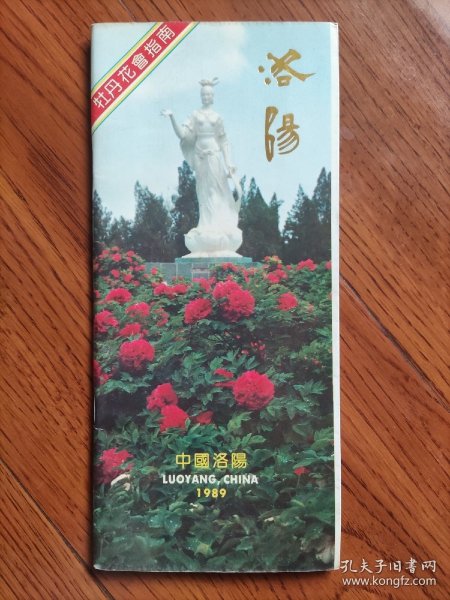 牡丹花會指南
洛陽
中國洛陽
LUOYANG, CHINA
1989
孔夫子旧书网
www.kongfz.com